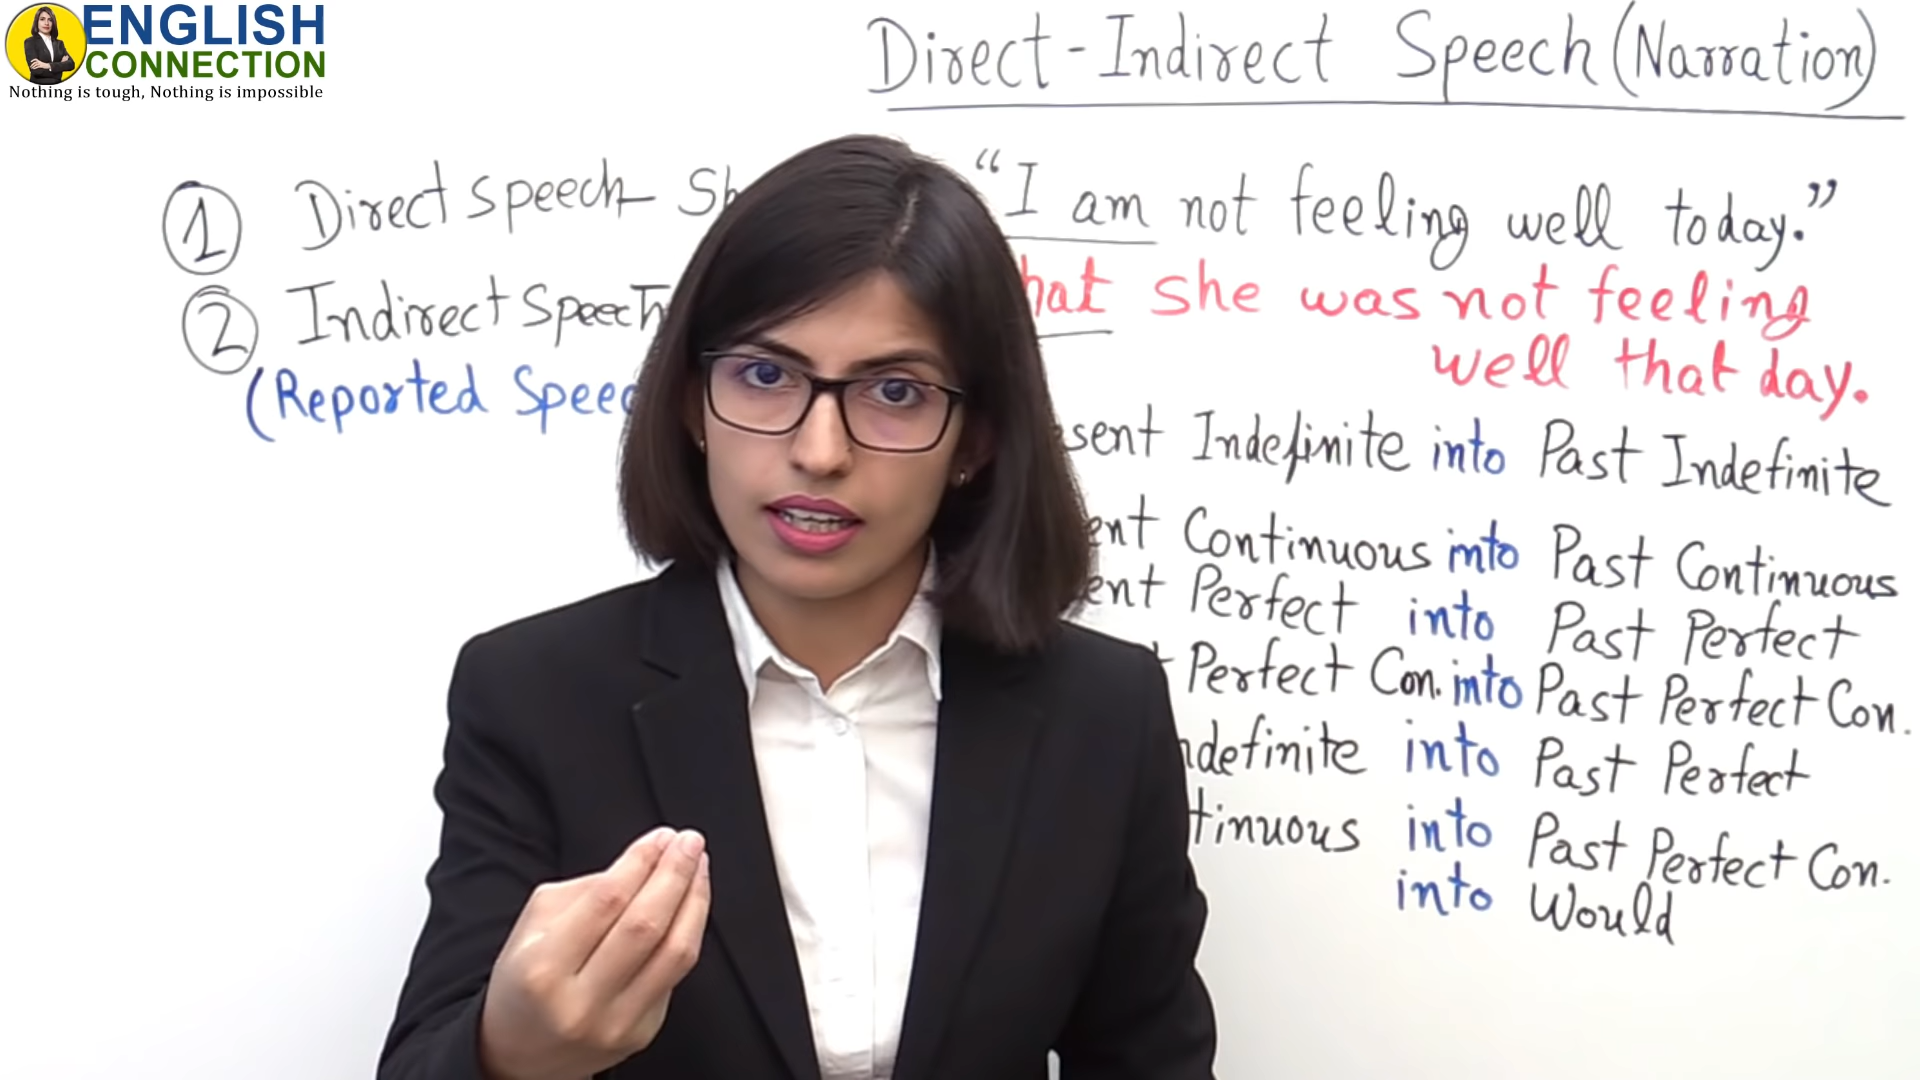 ENGLISH
CONNECTION
Nothing is tough, Nothing is impossible
Direct-Indirect Speech (Narration)
1 Direct speech- "I am not feeling well today."
2 Indirect speech she was not feeling
well that day.
(Reported
Indefinite into Past Indefinite
Continuous into Past Continuous
Perfect into Past Perfect
Perfect Con. into Past Perfect Con.
into Past Perfect
into Past Perfect Con.
into Would